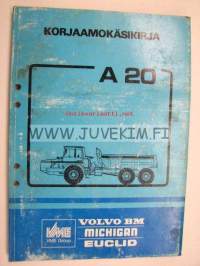 KORJAAMOKÄSIKIRJA
A 20
WWW.JUVEKIM.FI
VME
VME Group
VOLVO BM
MICHIGAN
EUCLID